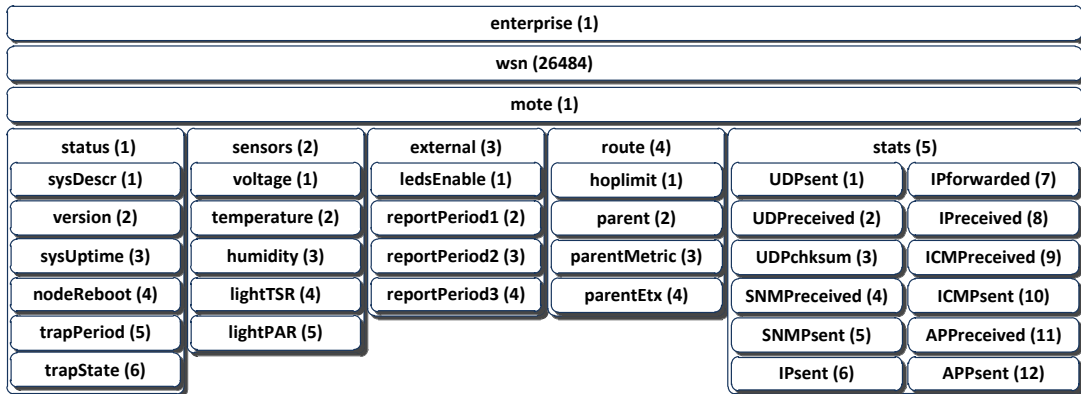 enterprise (1)
wsn (26484)
mote (1)
status (1)
sysDescr (1)
version (2)
sysUptime (3)
nodeReboot (4)
trapPeriod (5)
trapState (6)
sensors (2)
voltage (1)
temperature (2)
humidity (3)
lightTSR (4)
lightPAR (5)
external (3)
ledsEnable (1)
reportPeriod1 (2)
reportPeriod2 (3)
reportPeriod3 (4)
route (4)
hoplimit (1)
parent (2)
parentMetric (3)
parentEtx (4)
stats (5)
UDPsent (1)
UDPreceived (2)
UDPchksum (3)
SNMPreceived (4)
SNMPsent (5)
IPsent (6)
IPforwarded (7)
IPreceived (8)
ICMPreceived (9)
ICMPsent (10)
APPreceived (11)
APPsent (12)